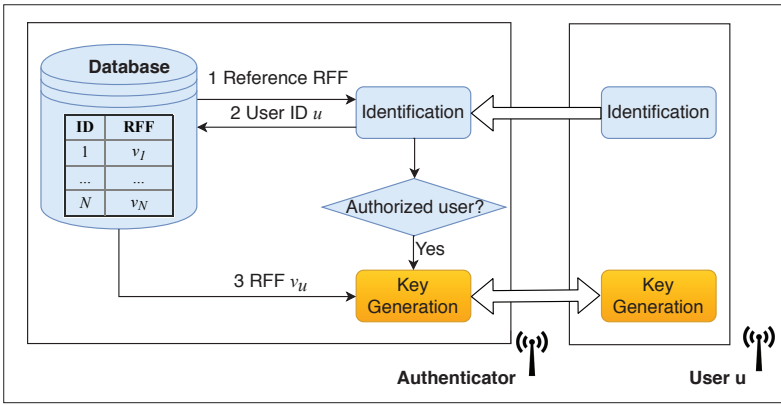 Database
ID RFF
1 v1
... ...
N vN
1 Reference RFF
2 User ID u
Identification
Identification
Authorized user?
Yes
3 RFF vu
Key
Generation
Key
Generation
Authenticator
User u